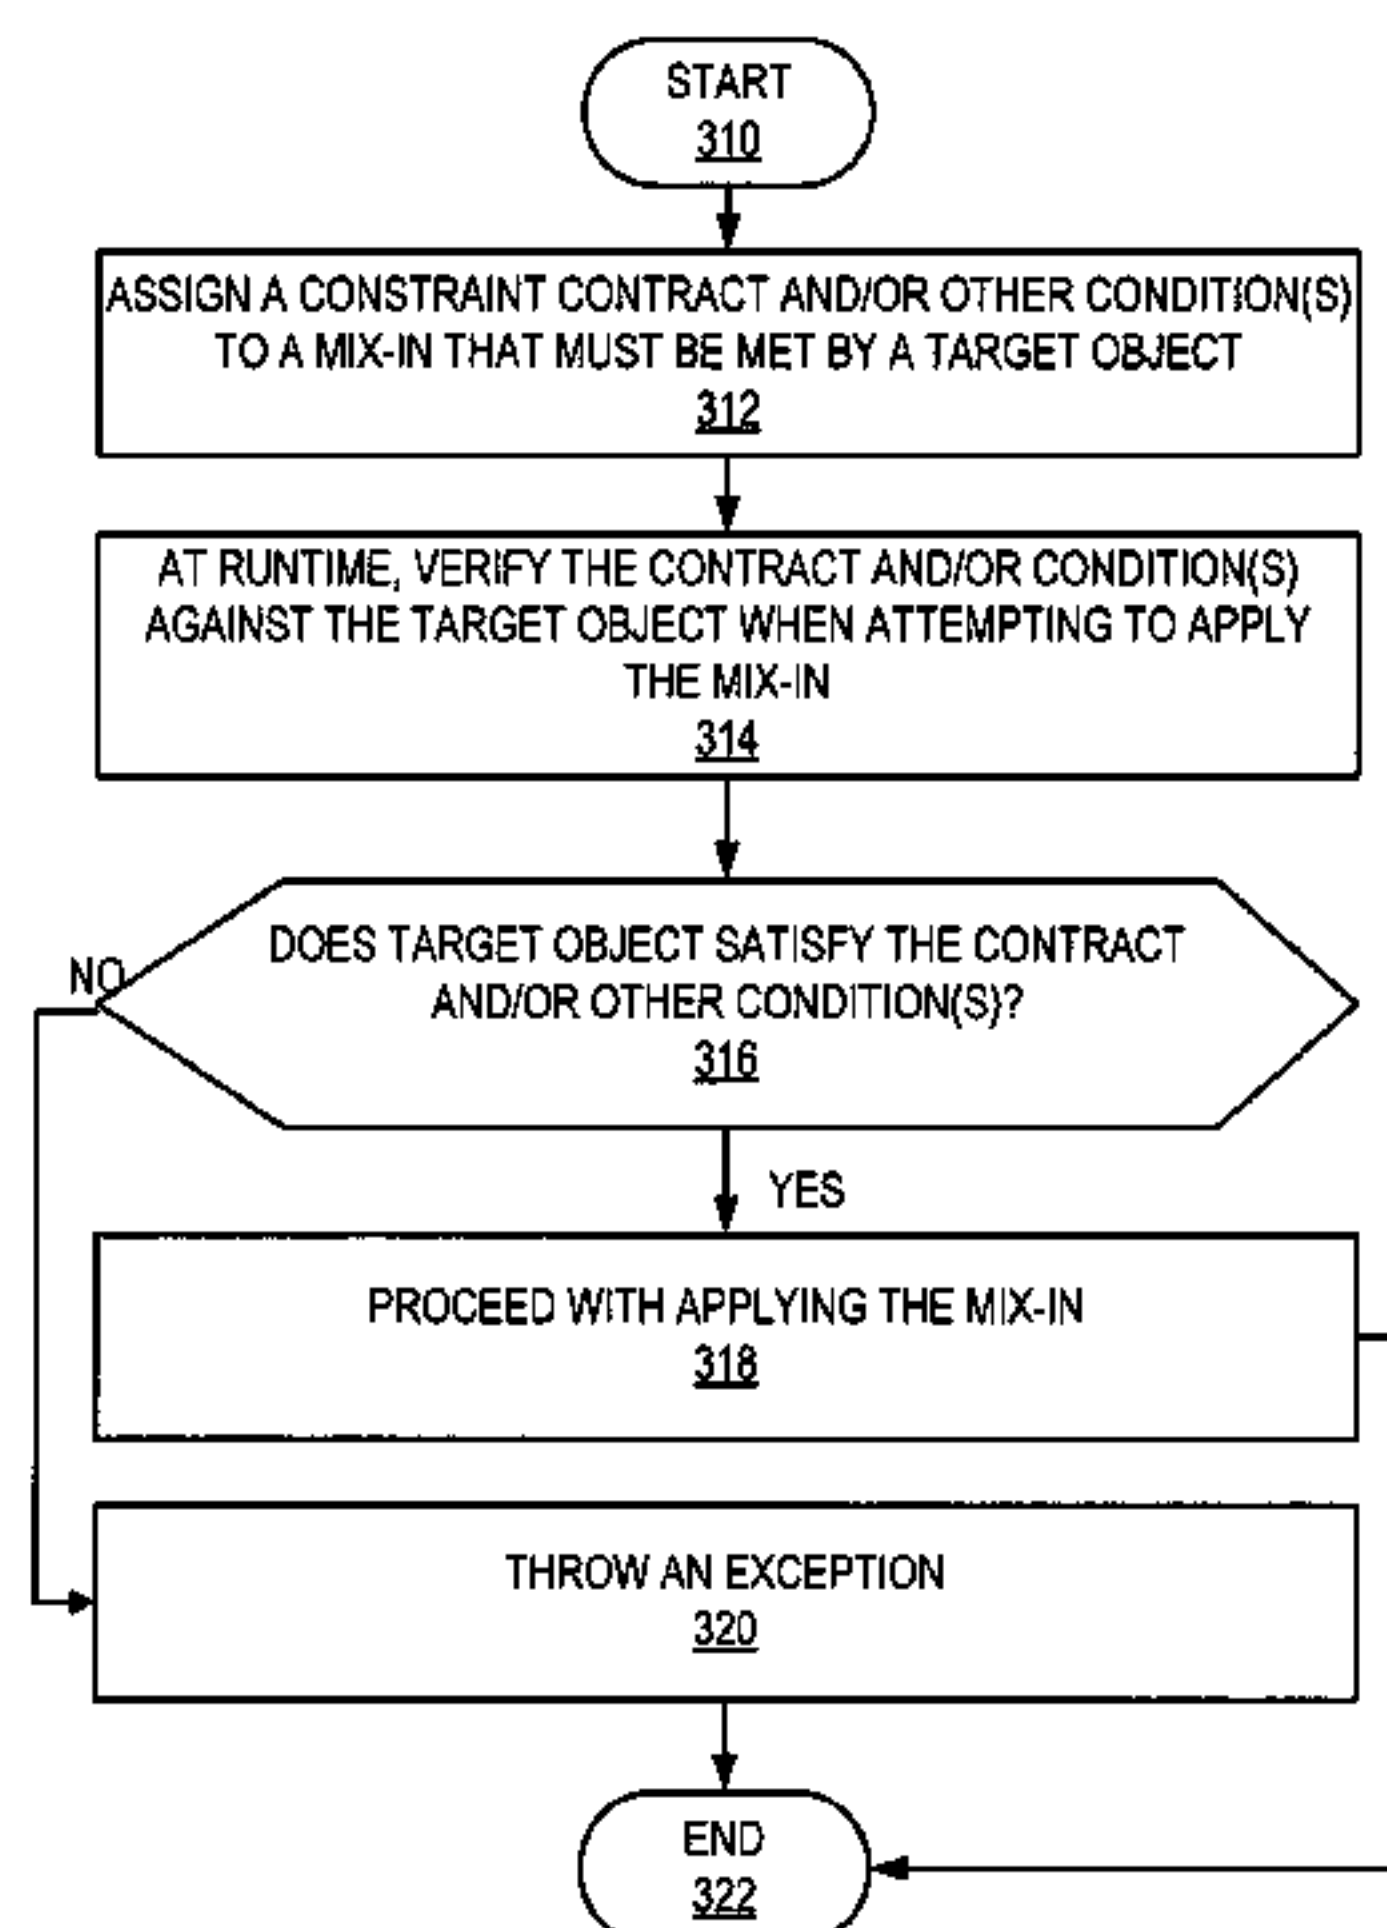 START
310
ASSIGN A CONSTRAINT CONTRACT AND/OR OTHER CONDITION(S)
TO A MIX-IN THAT MUST BE MET BY A TARGET OBJECT
312
AT RUNTIME, VERIFY THE CONTRACT AND/OR CONDITION(S)
AGAINST THE TARGET OBJECT WHEN ATTEMPTING TO APPLY
THE MIX-IN
314
DOES TARGET OBJECT SATISFY THE CONTRACT
AND/OR OTHER CONDITION(S)?
316
NO
YES
PROCEED WITH APPLYING THE MIX-IN
318
THROW AN EXCEPTION
320
END
322